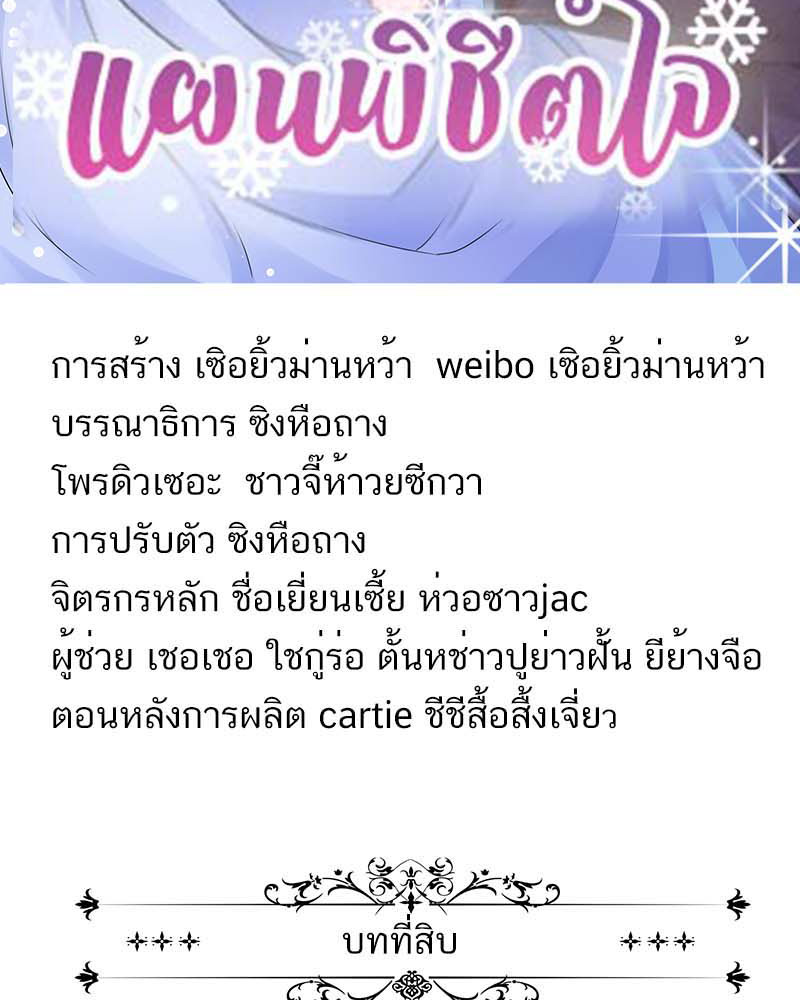 แผนพิชิตใจ
การสร้าง เซิอยิ้วม่านหว้า weibo เซิอยิ้วม่านหว้า
บรรณาธิการ ซิงหือถาง
โพรดิวเซอะ ชาวจี๊ห้าวยซีกวา
การปรับตัว ซิงหือถาง
จิตรกรหลัก ชื่อเยี่ยนเซี้ย ห่วอซาวjac
ผู้ช่วย เชอเชอ ใชกู่ร่อ ตั้นหช่าวปูย่าวฝั้น ยีย้างจือ
ตอนหลังการผลิต cartie ชีชีสื้อสิ้งเจี่ยว
บทที่สิบ